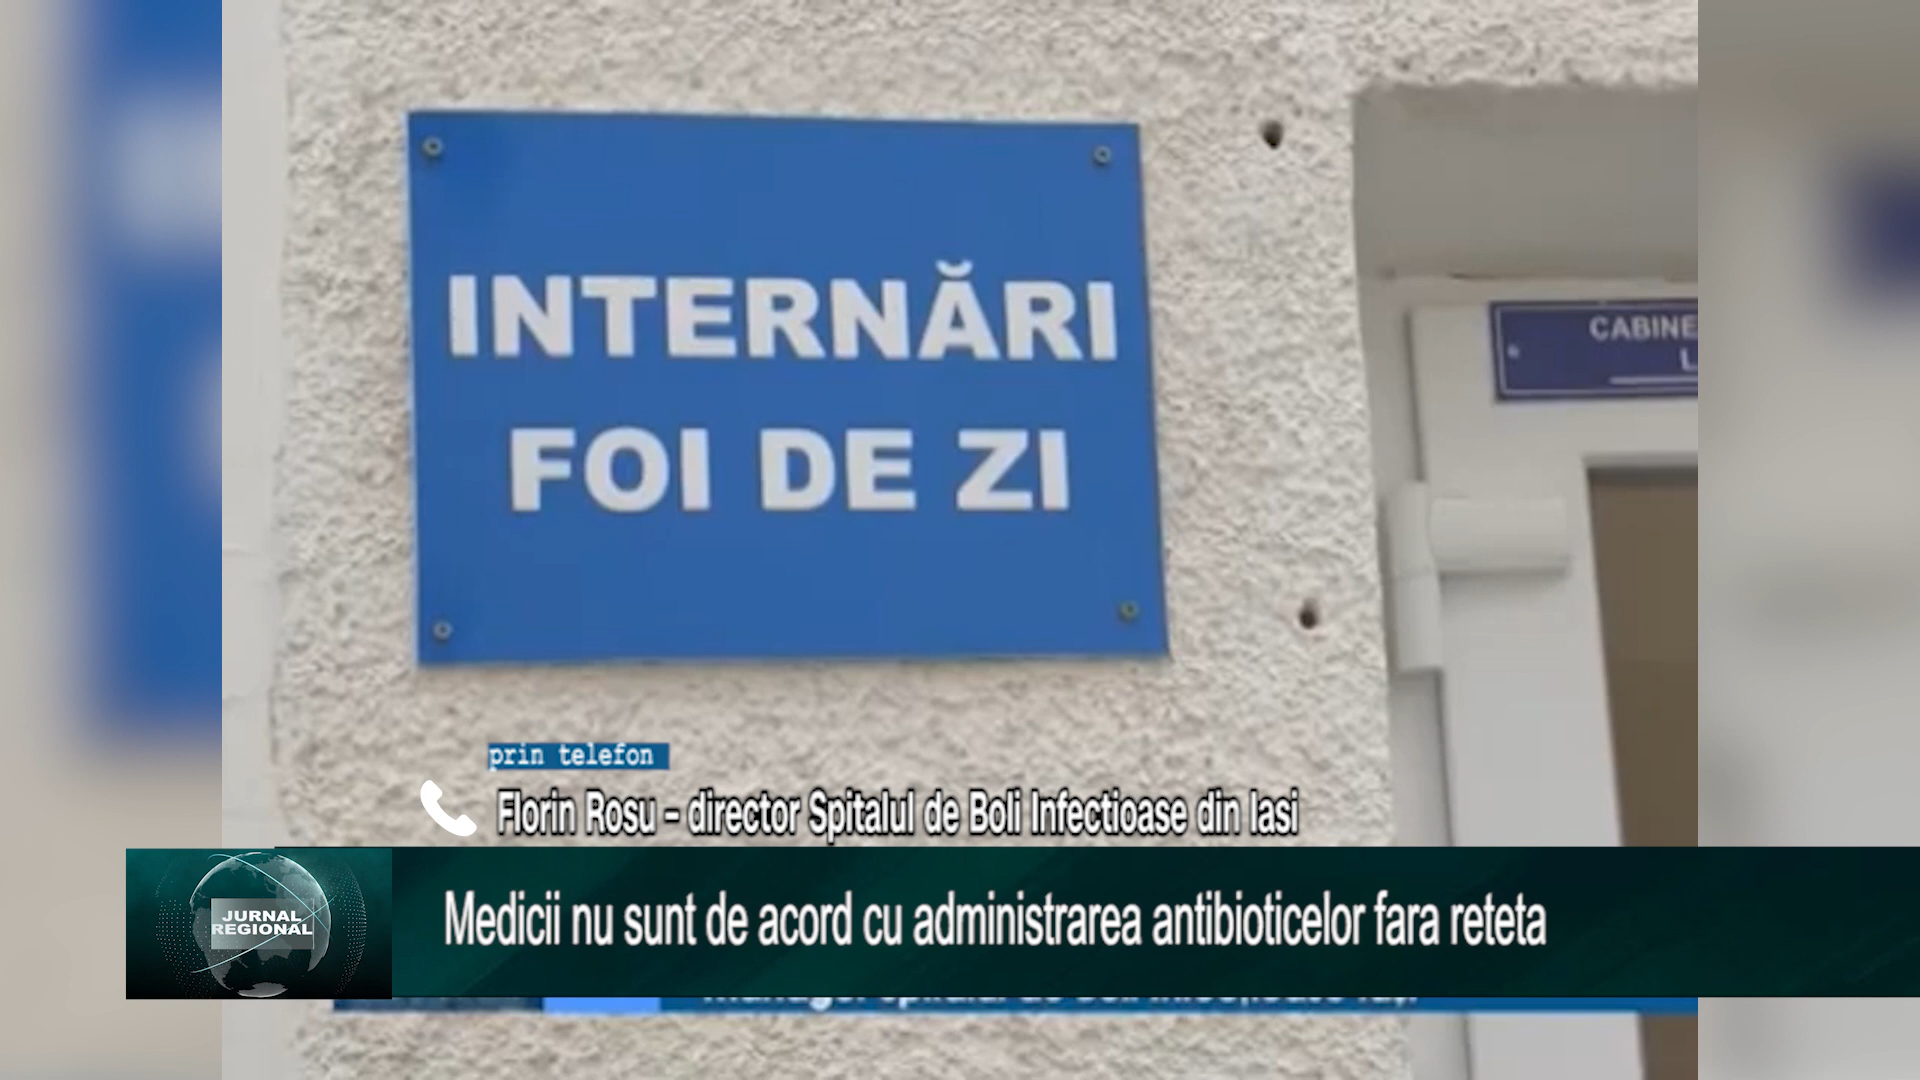 INTERNĂRI
FOI DE ZI
CABINE
L
prin telefon
Florin Rosu – director Spitalul de Boli Infectioase din Iasi
JURNAL
REGIONAL
Medicii nu sunt de acord cu administrarea antibioticelor fara reteta